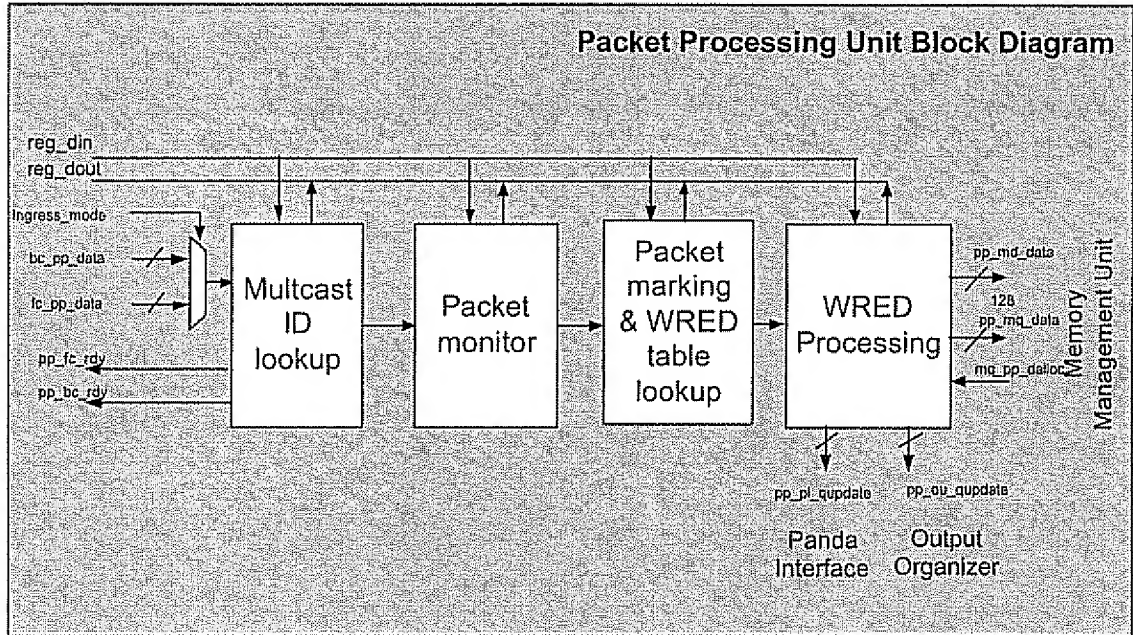 Packet Processing Unit Block Diagram
reg_din
reg_dout
ingress_mode
bc_pp_data
fc_pp_data
pp_fc_rdy
pp_bc_rdy
Multcast
ID
lookup
Packet
monitor
Packet
marking
& WRED
table
lookup
WRED
Processing
pp_md_data
128
pp_mq_data
mq_pp_dalloc
Memory
Management Unit
pp_pi_qupdate
pp_ou_qupdate
Panda
Interface
Output
Organizer